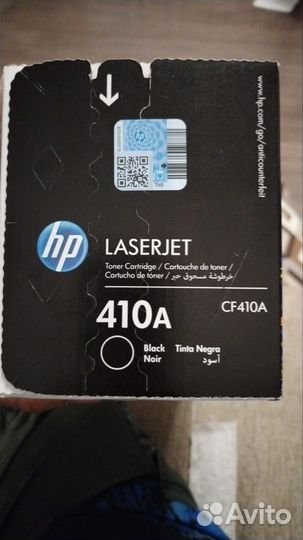 hp
LASERJET
Toner Cartridge / Cartouche de toner /
Cartucho de tóner / خرطوشة مسحوق حبر
410A
CF410A
Black Tinta Negra
Noir أسود
www.hp.com/go/anticounterfeit
hp
Avito